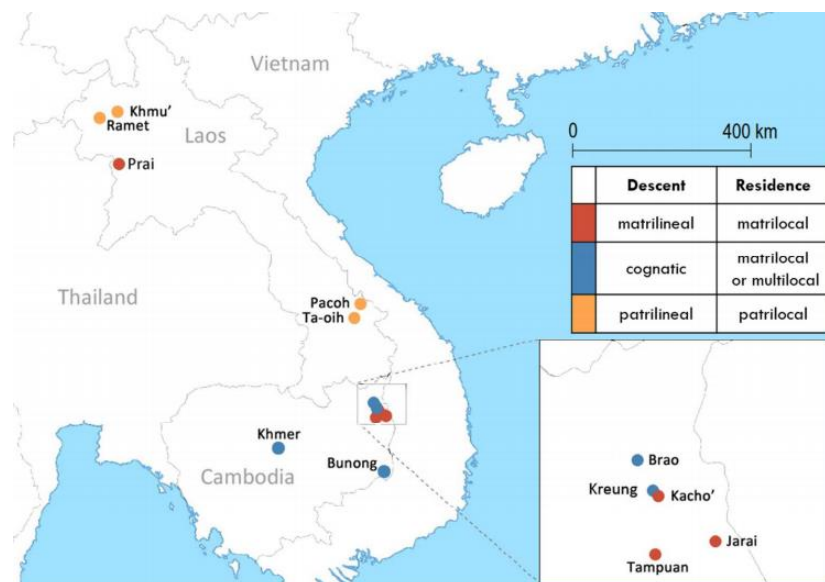 Vietnam
Khmu'
Ramet
Laos
Prai
0 400 km
Descent Residence
matrilineal matrilocal
cognatic matrilocal
or multilocal
patrilineal patrilocal
Thailand
Pacoh
Ta-oih
Khmer
Bunong
Cambodia
Brao
Kreung
Kacho'
Jarai
Tampuan